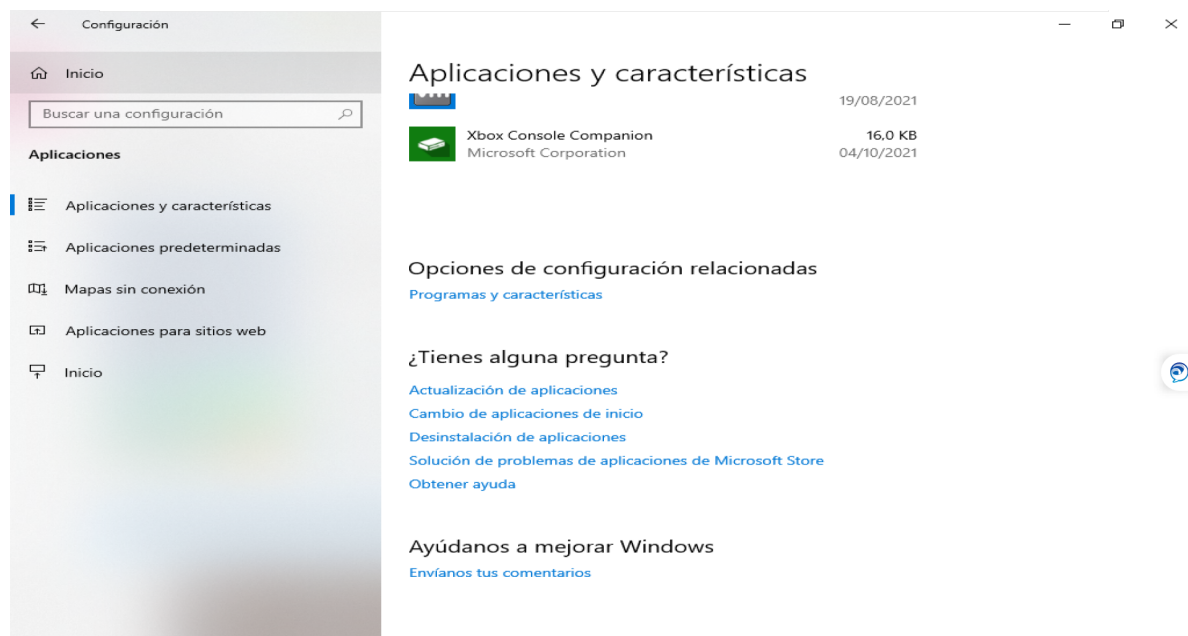 Configuración
Inicio
Buscar una configuración
Aplicaciones
Aplicaciones y características
Aplicaciones predeterminadas
Mapas sin conexión
Aplicaciones para sitios web
Inicio
Aplicaciones y características
19/08/2021
Xbox Console Companion 16,0 KB
Microsoft Corporation 04/10/2021
Opciones de configuración relacionadas
Programas y características
¿Tienes alguna pregunta?
Actualización de aplicaciones
Cambio de aplicaciones de inicio
Desinstalación de aplicaciones
Solución de problemas de aplicaciones de Microsoft Store
Obtener ayuda
Ayúdanos a mejorar Windows
Envíanos tus comentarios